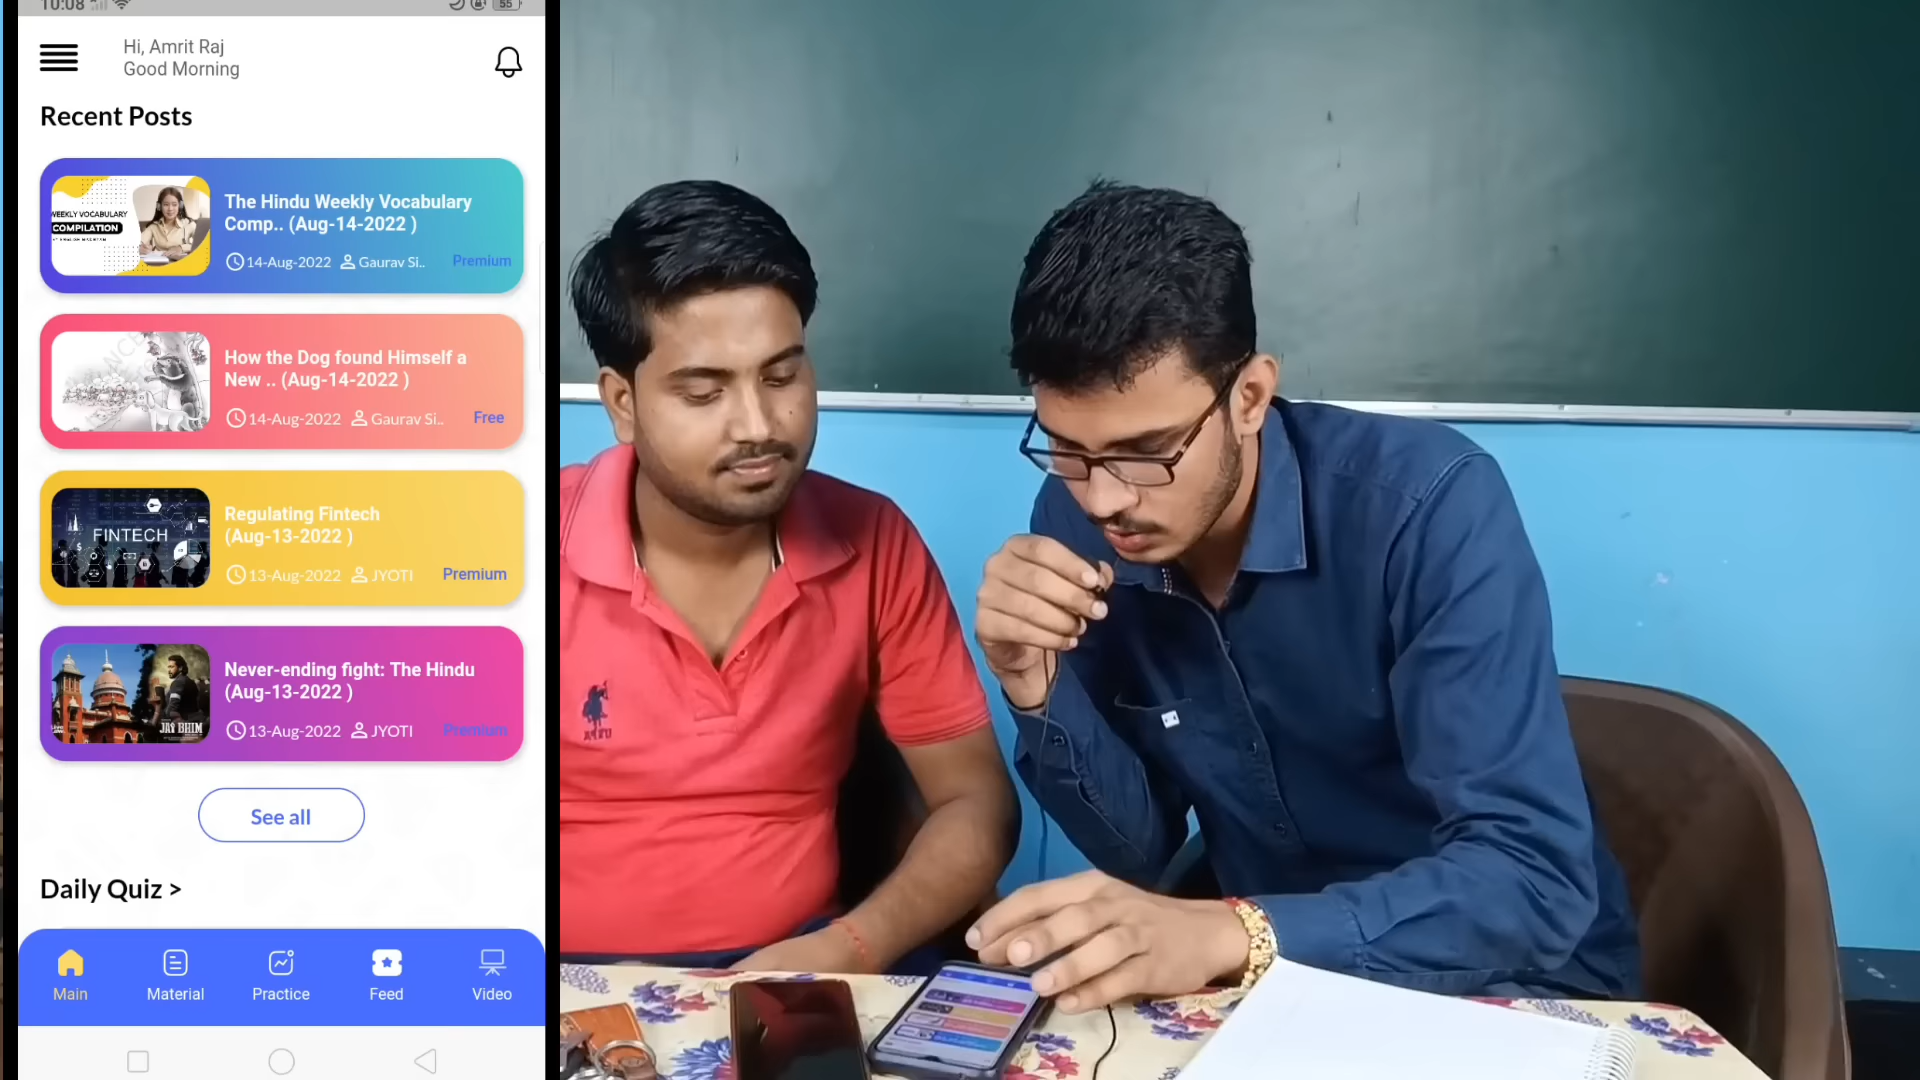 10:08
55
Hi, Amrit Raj
Good Morning
Recent Posts
WEEKLY VOCABULARY
COMPILATION
The Hindu Weekly Vocabulary
Comp.. (Aug-14-2022 )
14-Aug-2022 Gaurav Si.. Premium
How the Dog found Himself a
New .. (Aug-14-2022 )
14-Aug-2022 Gaurav Si.. Free
FINTECH
Regulating Fintech
(Aug-13-2022 )
13-Aug-2022 JYOTI Premium
JAI BHIM
Never-ending fight: The Hindu
(Aug-13-2022 )
13-Aug-2022 JYOTI Premium
See all
Daily Quiz >
Main Material Practice Feed Video